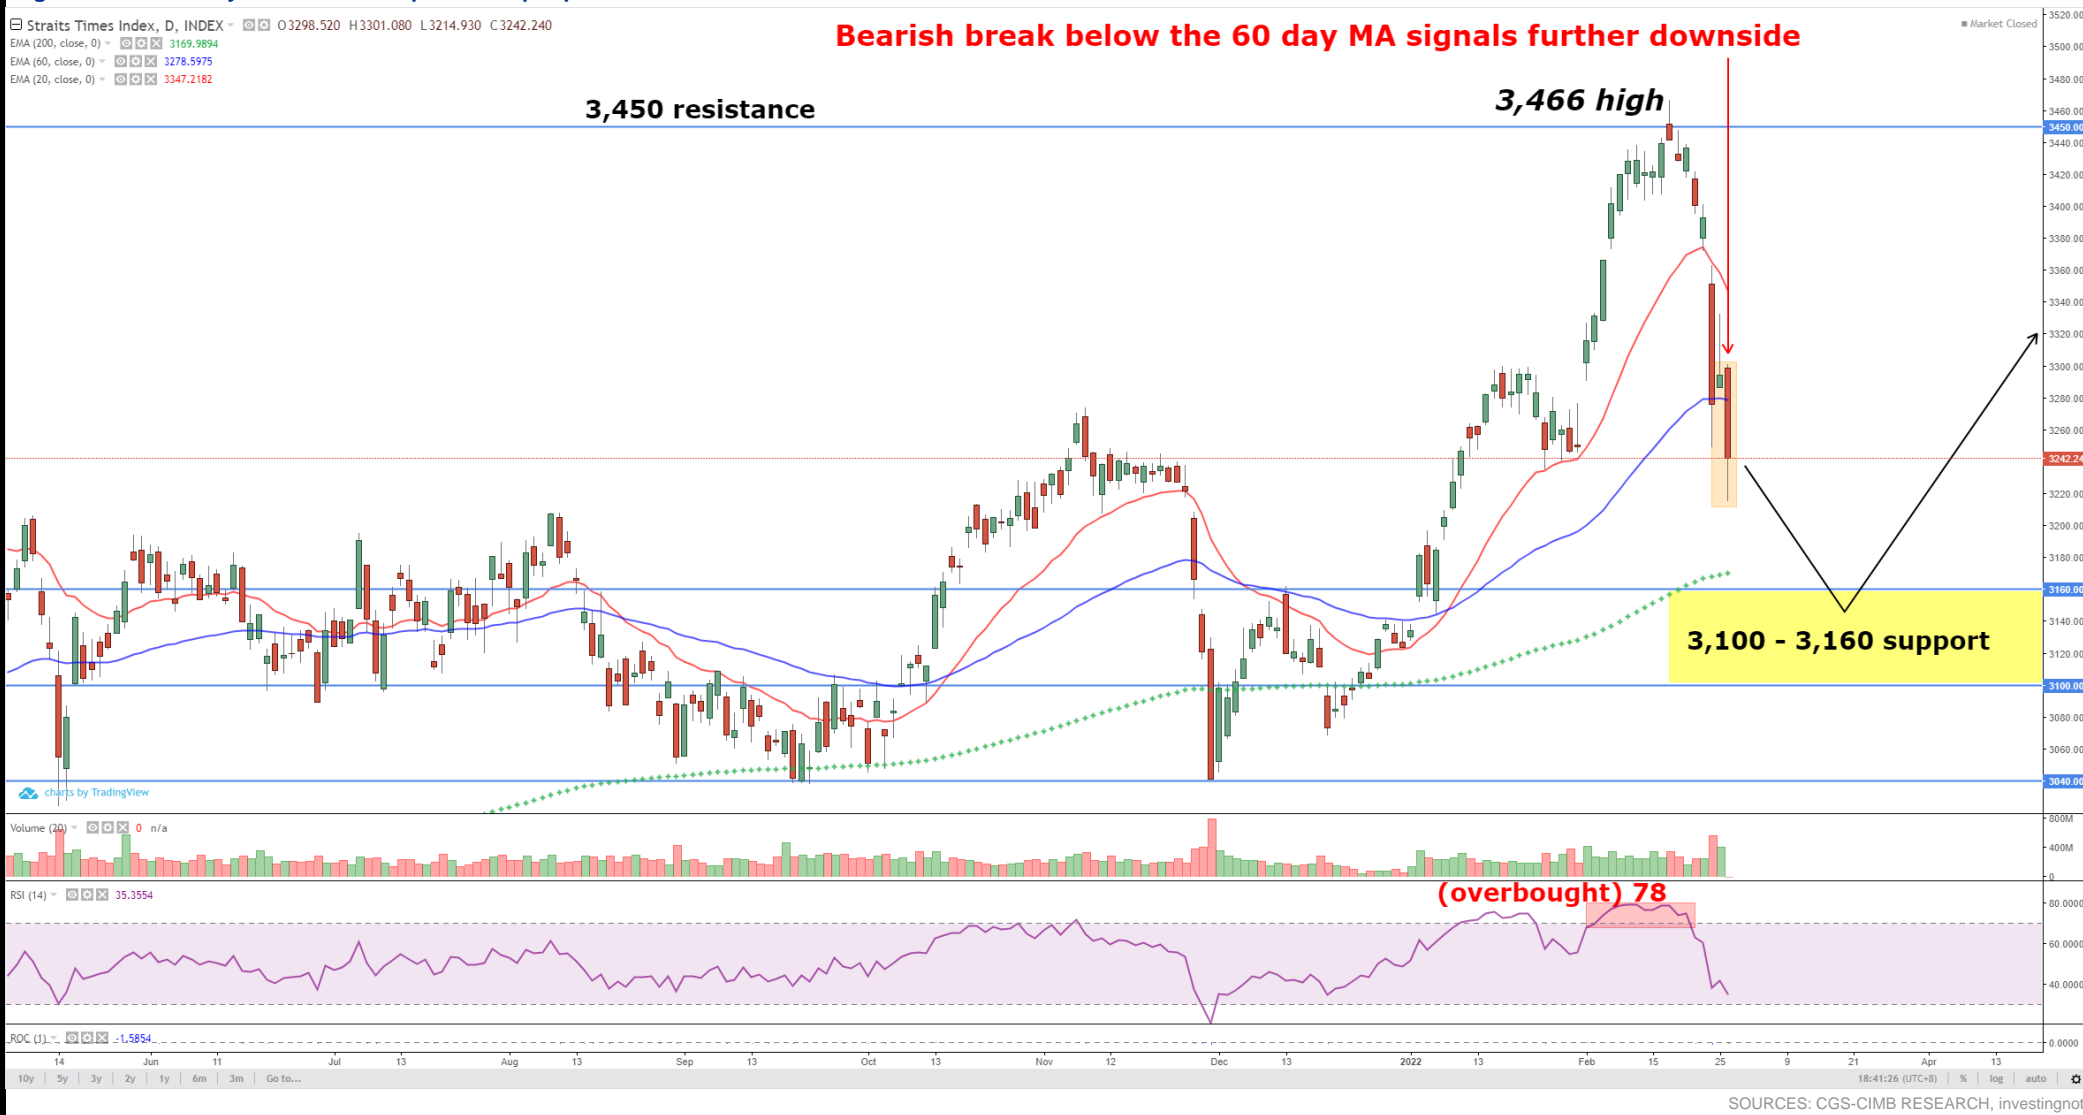 Straits Times Index, D, INDEX O3298.520 H3301.080 L3214.930 C3242.240
Market Closed
EMA (200, close, 0) 3169.9894
EMA (60, close, 0) 3278.5975
EMA (20, close, 0) 3347.2182
Bearish break below the 60 day MA signals further downside
3,450 resistance
3,466 high
3,100 - 3,160 support
3520.00
3500.00
3480.00
3460.00
3450.00
3440.00
3420.00
3400.00
3380.00
3360.00
3340.00
3320.00
3300.00
3280.00
3260.00
3242.24
3220.00
3200.00
3180.00
3160.00
3140.00
3120.00
3100.00
3080.00
3060.00
3040.00
charts by TradingView
Volume (20) 0 n/a
800M
400M
0
RSI (14) 35.3554
(overbought) 78
80.0000
60.0000
40.0000
ROC (1) -1.5854
0.0000
14 Jun 11 Jul 13 Aug 13 Sep 13 Oct 13 Nov 12 Dec 13 2022 13 Feb 15 25 9 21 Apr 13
10y 5y 3y 2y 1y 6m 3m Go to...
18:41:26 (UTC+8) % log auto
SOURCES: CGS-CIMB RESEARCH, investingnot